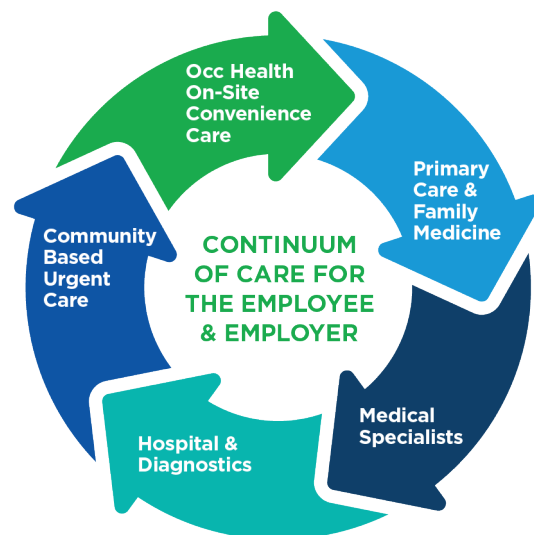 Occ Health
On-Site
Convenience
Care
Primary
Care &
Family
Medicine
Community
Based
Urgent
Care
CONTINUUM
OF CARE FOR
THE EMPLOYEE
& EMPLOYER
Medical
Specialists
Hospital &
Diagnostics